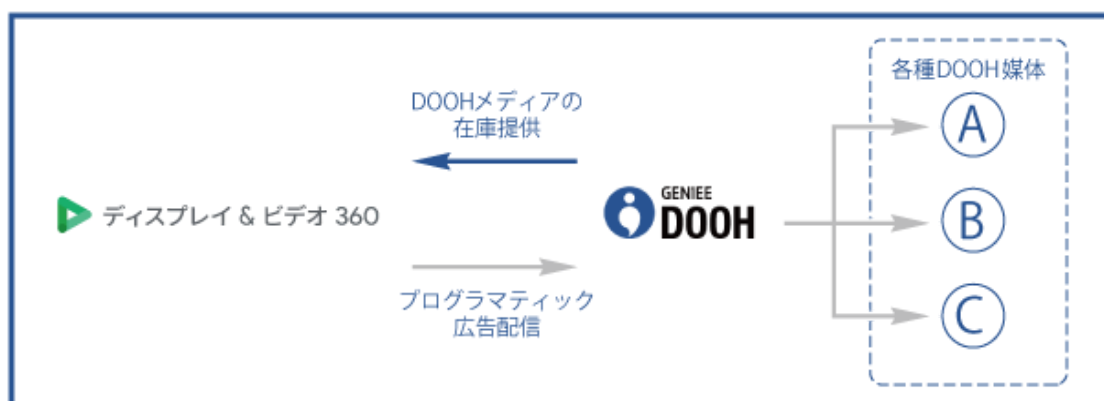 各種DOOH媒体
DOOHメディアの
在庫提供
A
ディスプレイ & ビデオ 360
GENIEE
DOOH
B
プログラマティック
広告配信
C